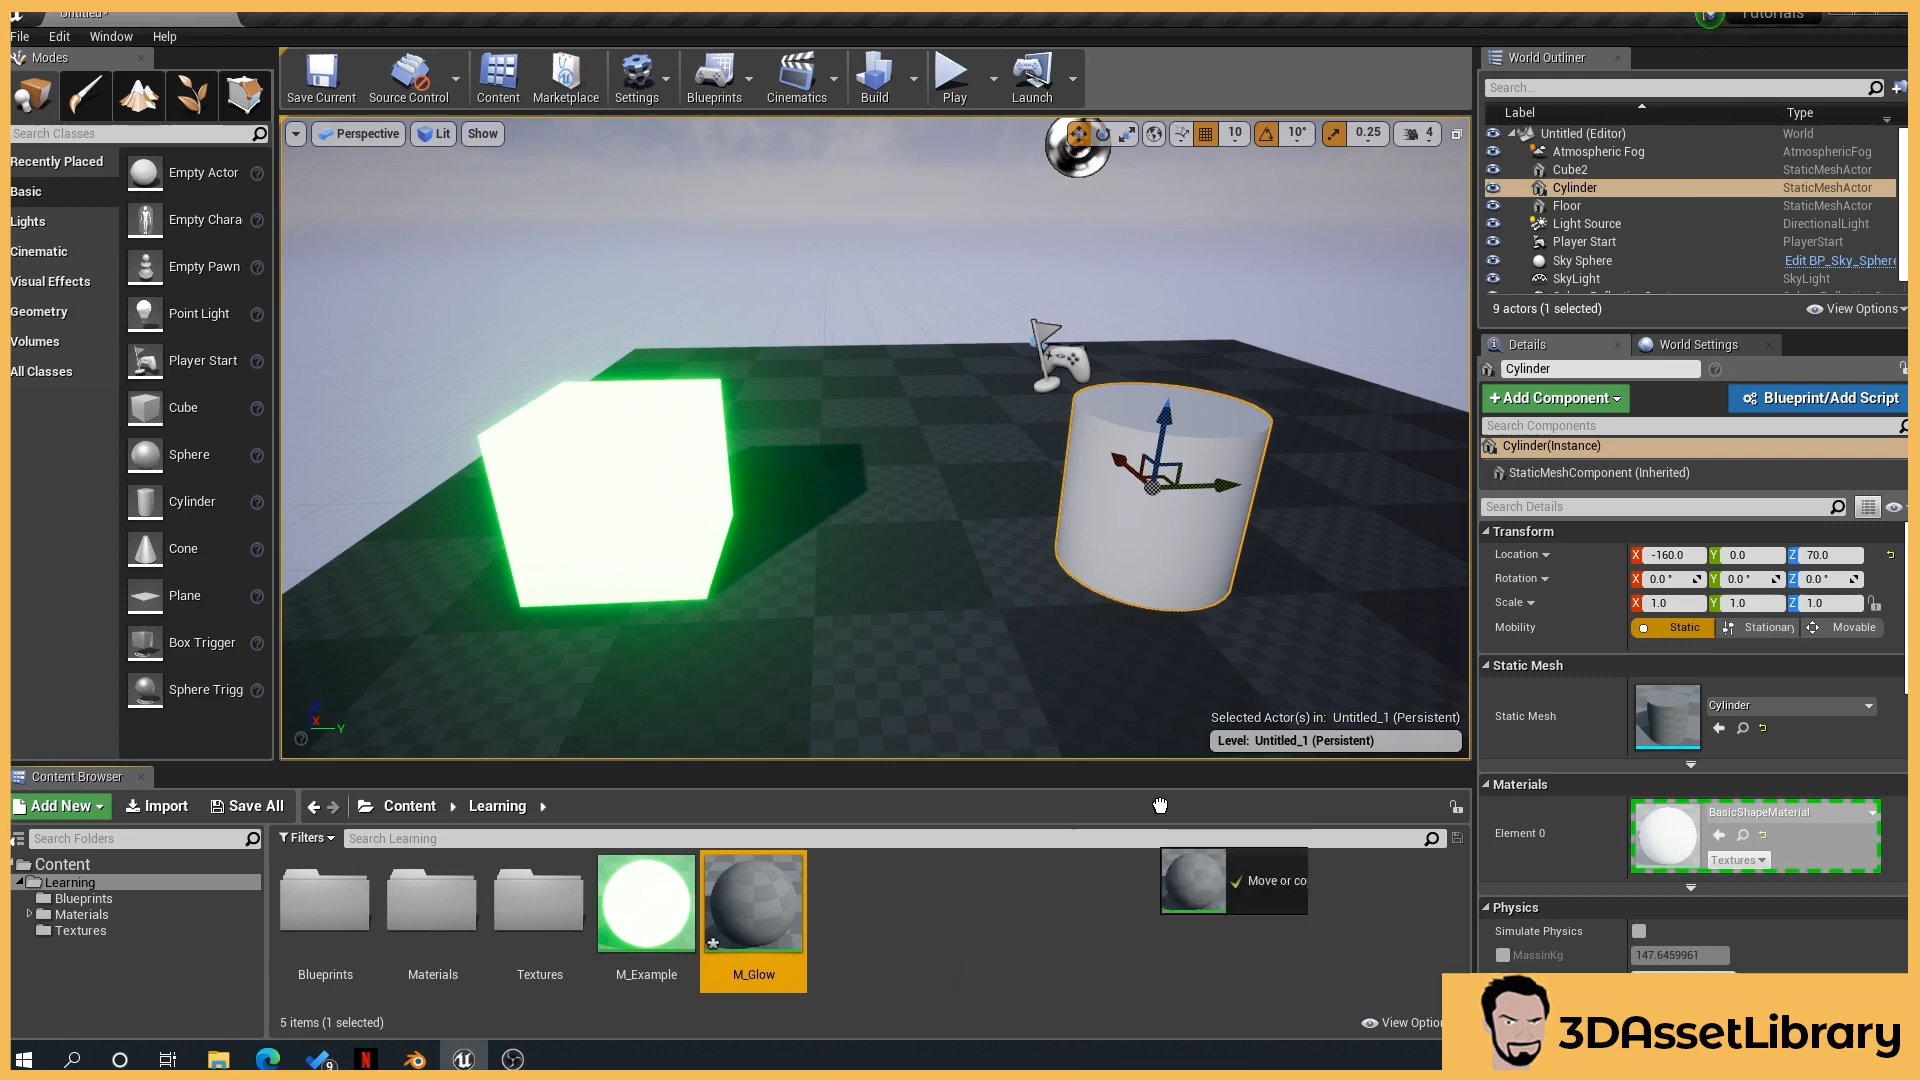 Untitled*
Tutorials
File Edit Window Help
Modes
Save Current Source Control Content Marketplace Settings Blueprints Cinematics Build Play Launch
Search Classes
Recently Placed
Basic
Lights
Cinematic
Visual Effects
Geometry
Volumes
All Classes
Empty Actor
Empty Chara
Empty Pawn
Point Light
Player Start
Cube
Sphere
Cylinder
Cone
Plane
Box Trigger
Sphere Trigg
Perspective Lit Show
10 10° 0.25 4
X Y
Selected Actor(s) in: Untitled_1 (Persistent)
Level: Untitled_1 (Persistent)
World Outliner
Search...
Label Type
Untitled (Editor) World
Atmospheric Fog AtmosphericFog
Cube2 StaticMeshActor
Cylinder StaticMeshActor
Floor StaticMeshActor
Light Source DirectionalLight
Player Start PlayerStart
Sky Sphere Edit BP_Sky_Sphere
SkyLight SkyLight
9 actors (1 selected) View Options
Details World Settings
Cylinder
+Add Component Blueprint/Add Script
Search Components
Cylinder(Instance)
StaticMeshComponent (Inherited)
Search Details
Transform
Location X -160.0 Y 0.0 Z 70.0
Rotation X 0.0° Y 0.0° Z 0.0°
Scale X 1.0 Y 1.0 Z 1.0
Mobility Static Stationary Movable
Static Mesh
Static Mesh Cylinder
Materials
Element 0 BasicShapeMaterial
Textures
Physics
Simulate Physics
MassInKg 147.6459961
Content Browser
Add New Import Save All Content Learning
Search Folders
Filters Search Learning
Content
Learning
Blueprints
Materials
Textures
Blueprints Materials Textures M_Example M_Glow
Move or co
5 items (1 selected) View Optio
9
3DAssetLibrary